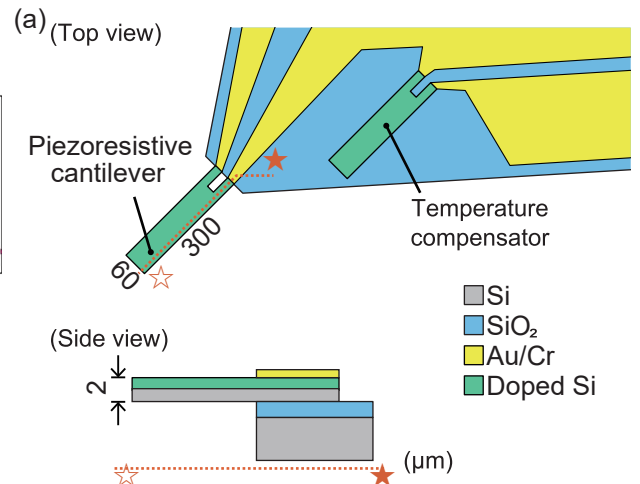 (a)
(Top view)
Piezoresistive
cantilever
300
60
Temperature
compensator
Si
SiO₂
Au/Cr
Doped Si
(Side view)
2
(μm)